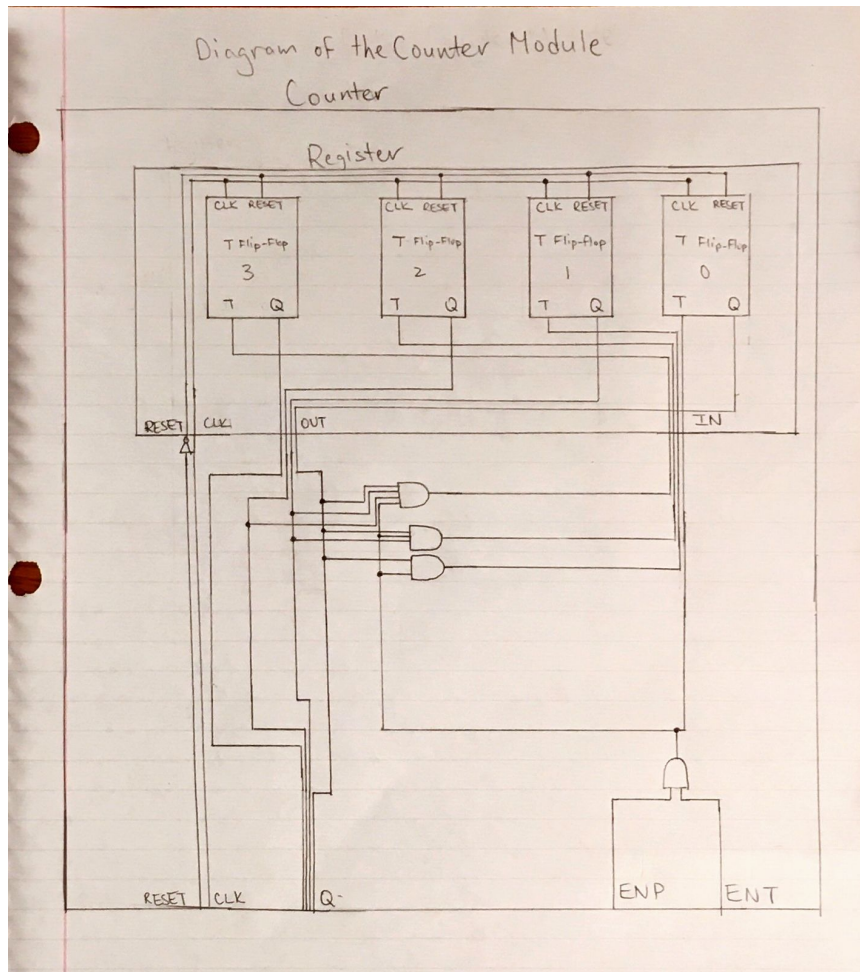 Diagram of the Counter Module
Counter
Register
CLK RESET CLK RESET CLK RESET CLK RESET
T Flip-Flop T Flip-Flop T Flip-flop T Flip-Flop
3 2 1 0
T Q T Q T Q T Q
RESET CLK OUT IN
ENP ENT
RESET CLK Q